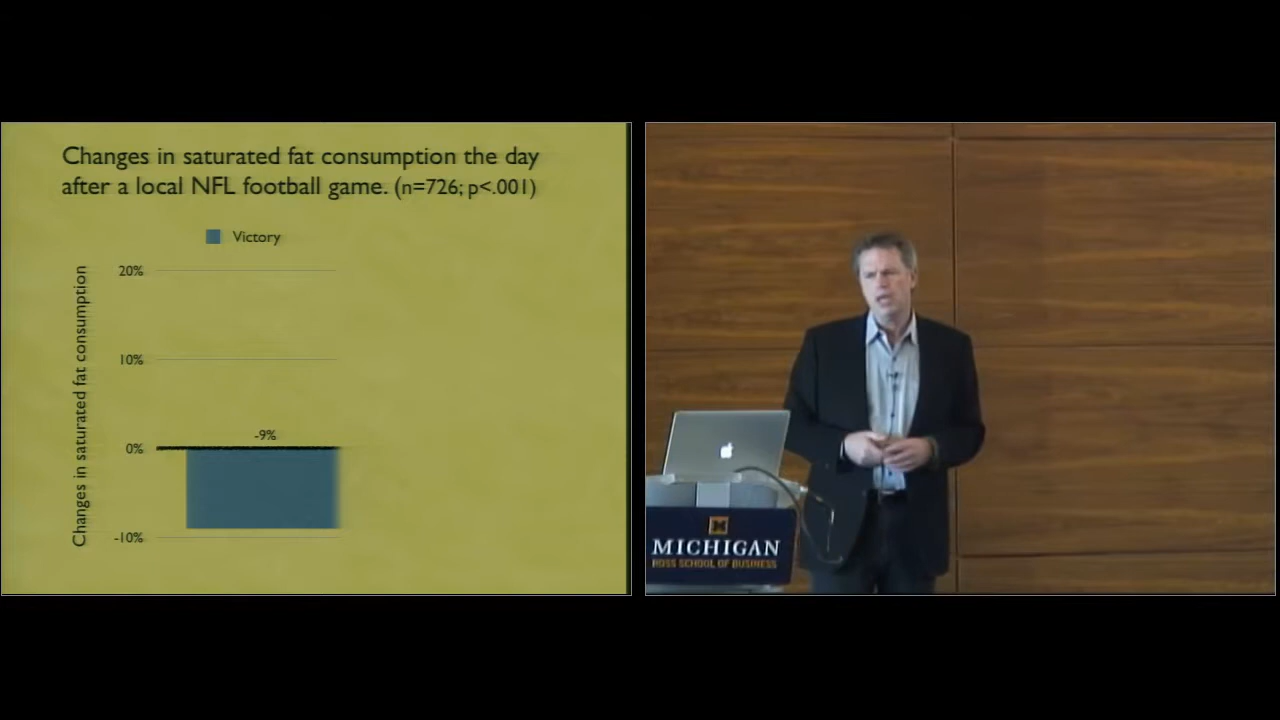 Changes in saturated fat consumption the day
after a local NFL football game. (n=726; p<.001)
Victory
Changes in saturated fat consumption
20%
10%
0%
-10%
-9%
M
MICHIGAN
ROSS SCHOOL OF BUSINESS